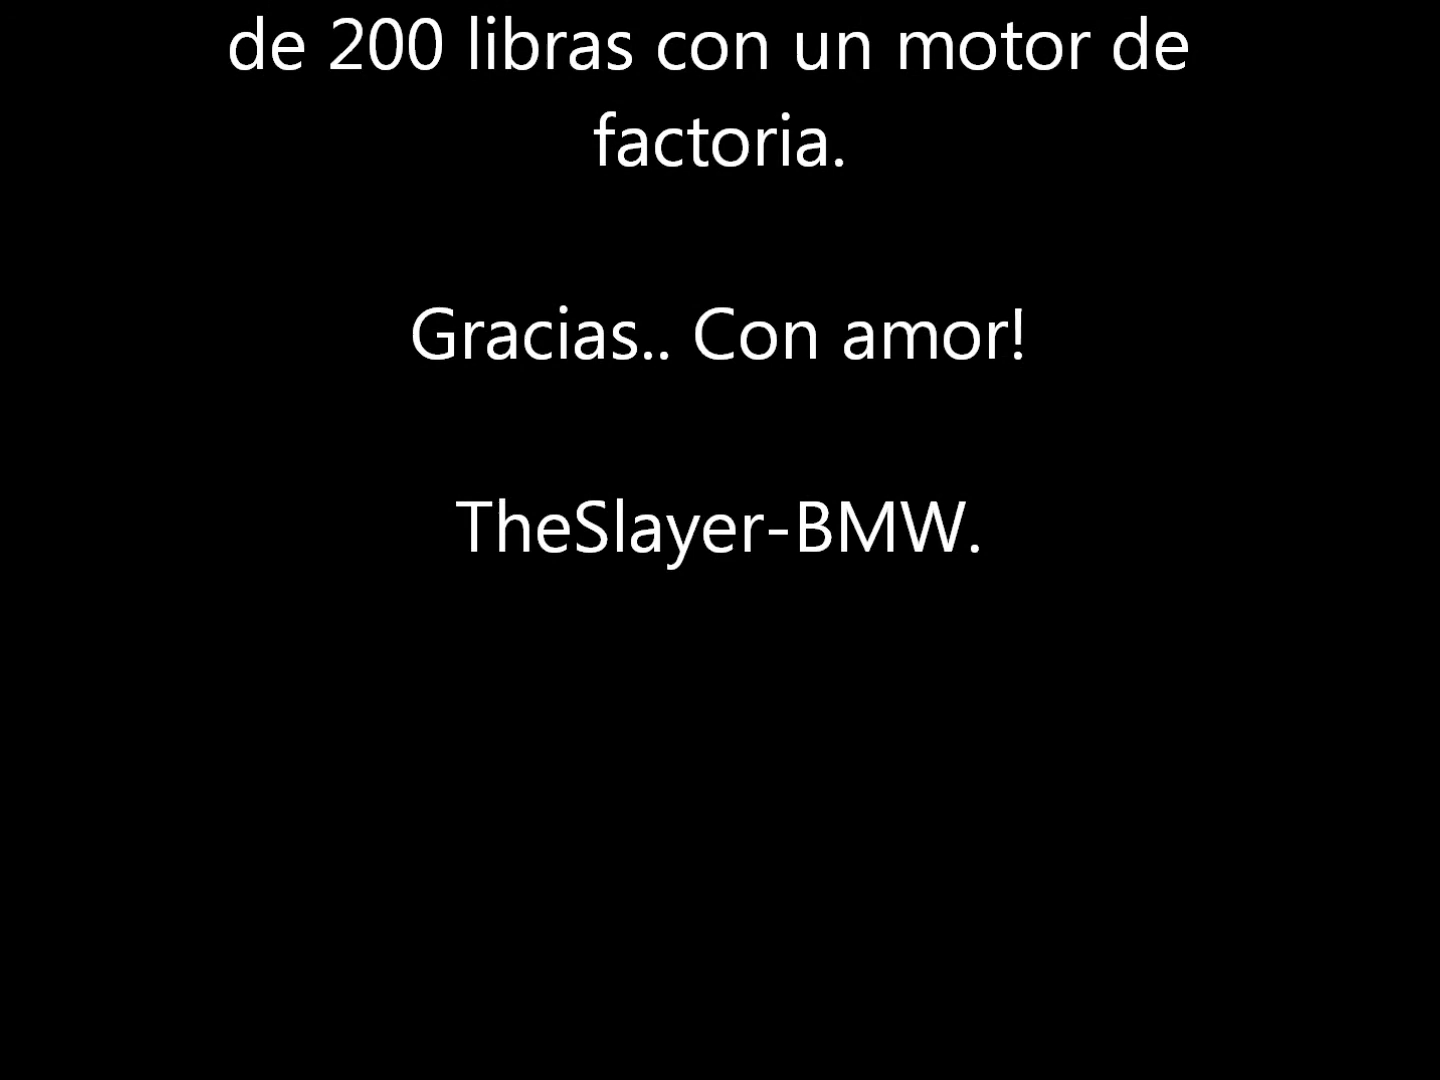 de 200 libras con un motor de
factoria.
Gracias.. Con amor!
TheSlayer-BMW.